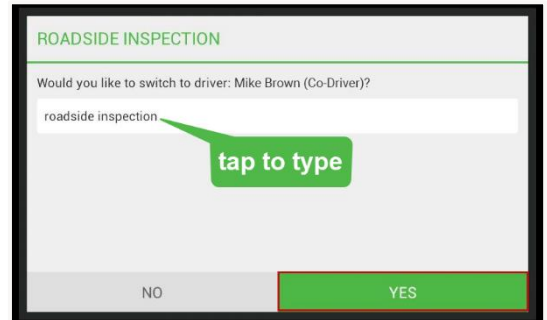 ROADSIDE INSPECTION
Would you like to switch to driver: Mike Brown (Co-Driver)?
roadside inspection
tap to type
NO
YES